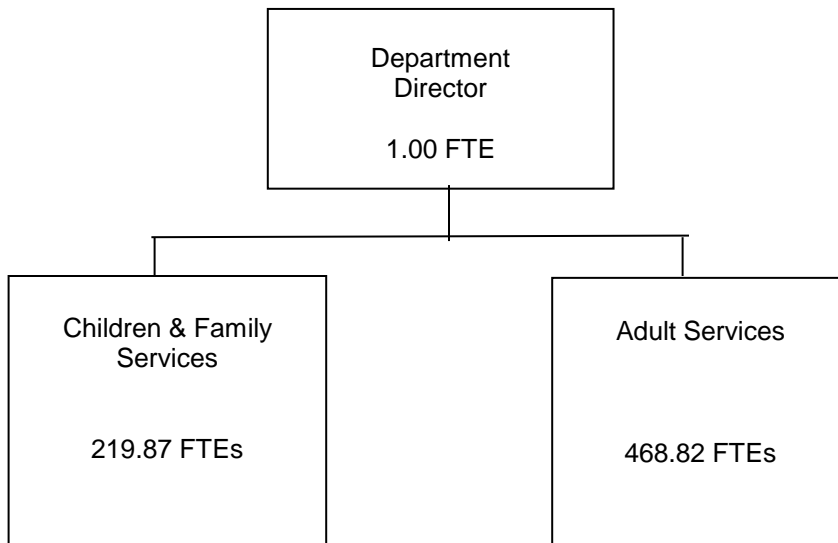 Department
Director
1.00 FTE
Children & Family
Services
219.87 FTEs
Adult Services
468.82 FTEs